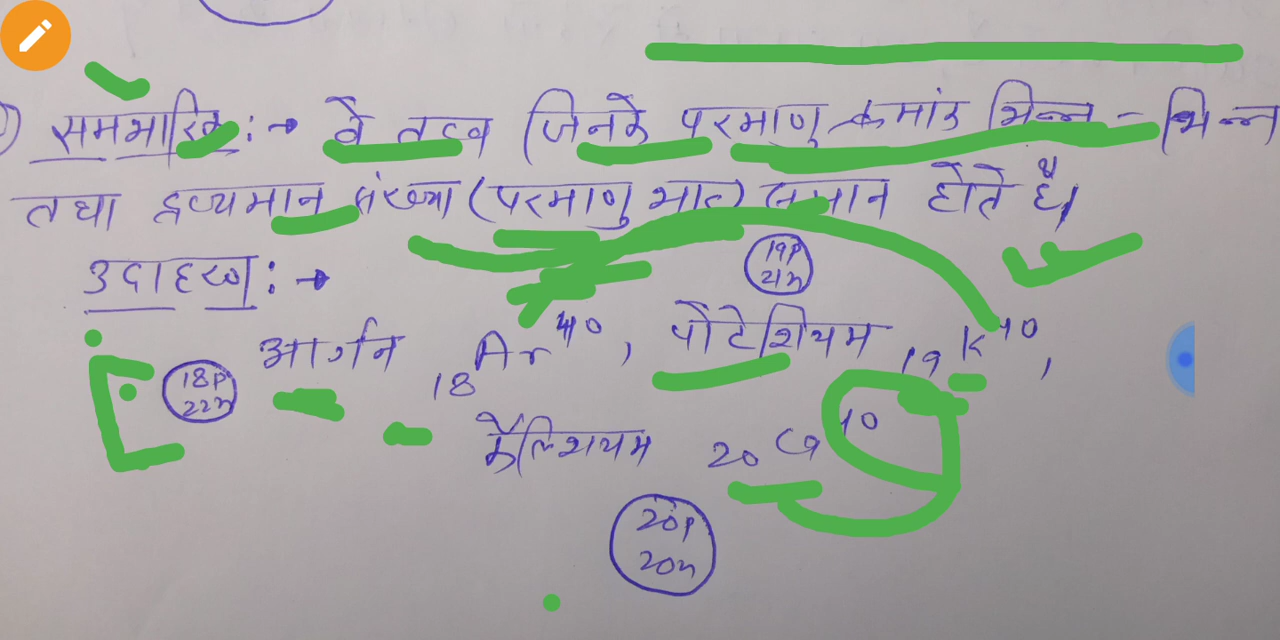 समभारिक :→ वे तत्व (जिनके परमाणु क्रमांक भिन्न - भिन्न
तथा द्रव्यमान संख्या (परमाणु भार) समान होते है।
उदाहरण :→
19p
21n
आर्गन 18Ar40, पौटेशियम 19K40,
18p
22n
कैल्शियम 20Ca40
20p
20n